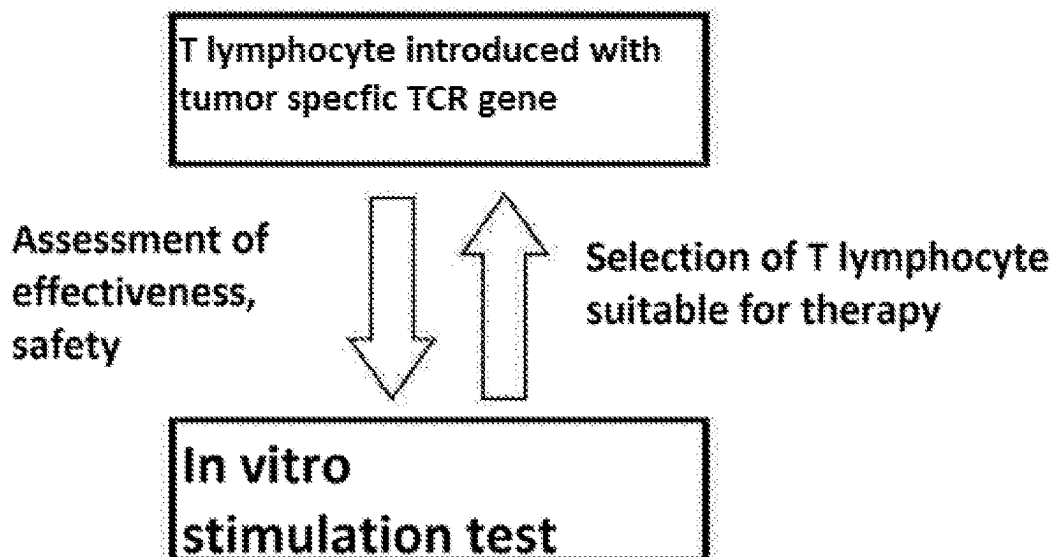 T lymphocyte introduced with
tumor specfic TCR gene
Assessment of
effectiveness,
safety
Selection of T lymphocyte
suitable for therapy
In vitro
stimulation test